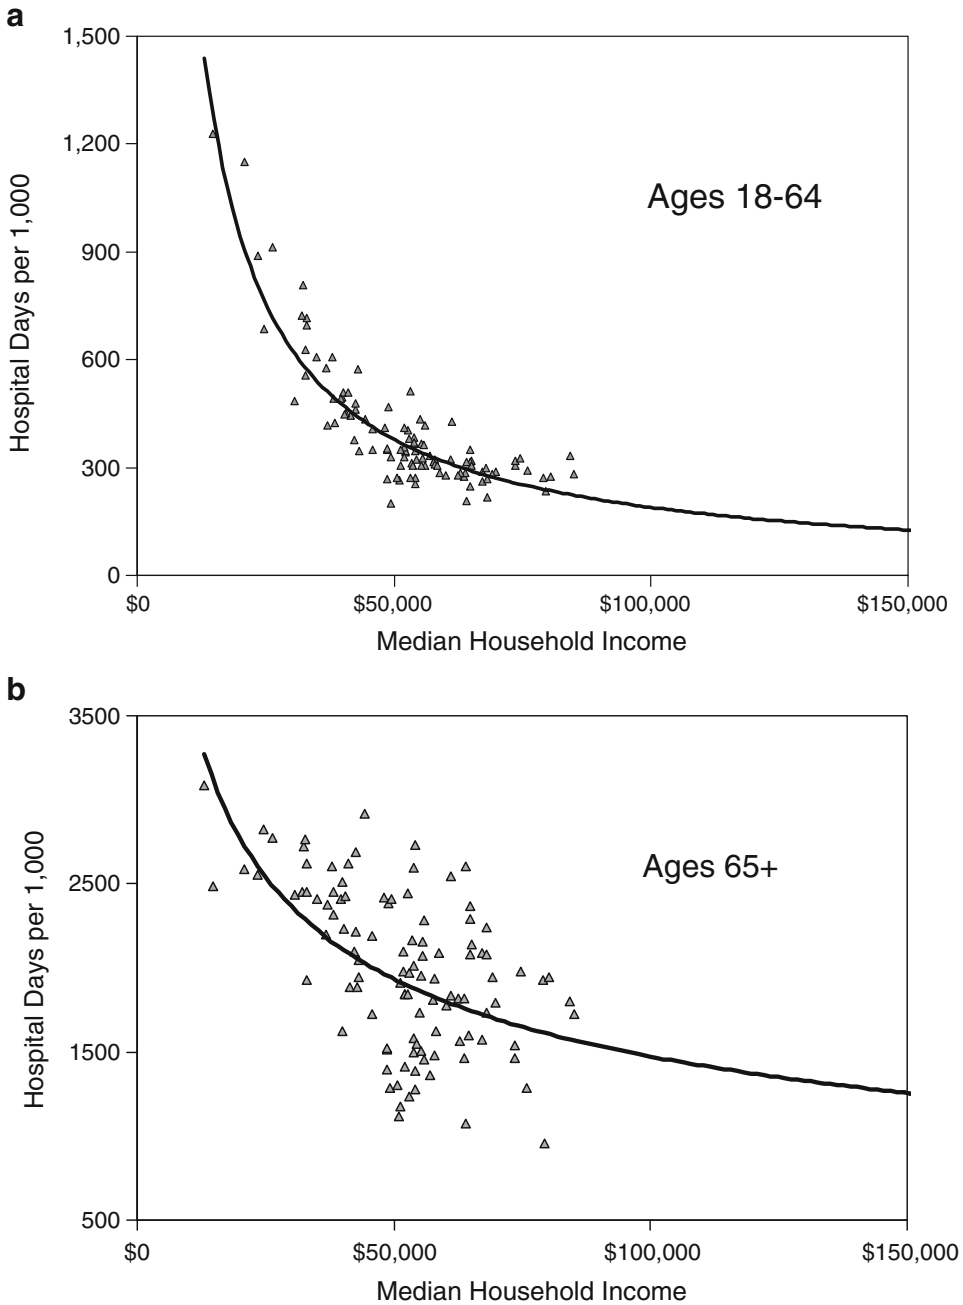 a
1,500
1,200
900
600
300
0
Hospital Days per 1,000
Ages 18-64
$0 $50,000 $100,000 $150,000
Median Household Income
b
3500
2500
1500
500
Hospital Days per 1,000
Ages 65+
$0 $50,000 $100,000 $150,000
Median Household Income